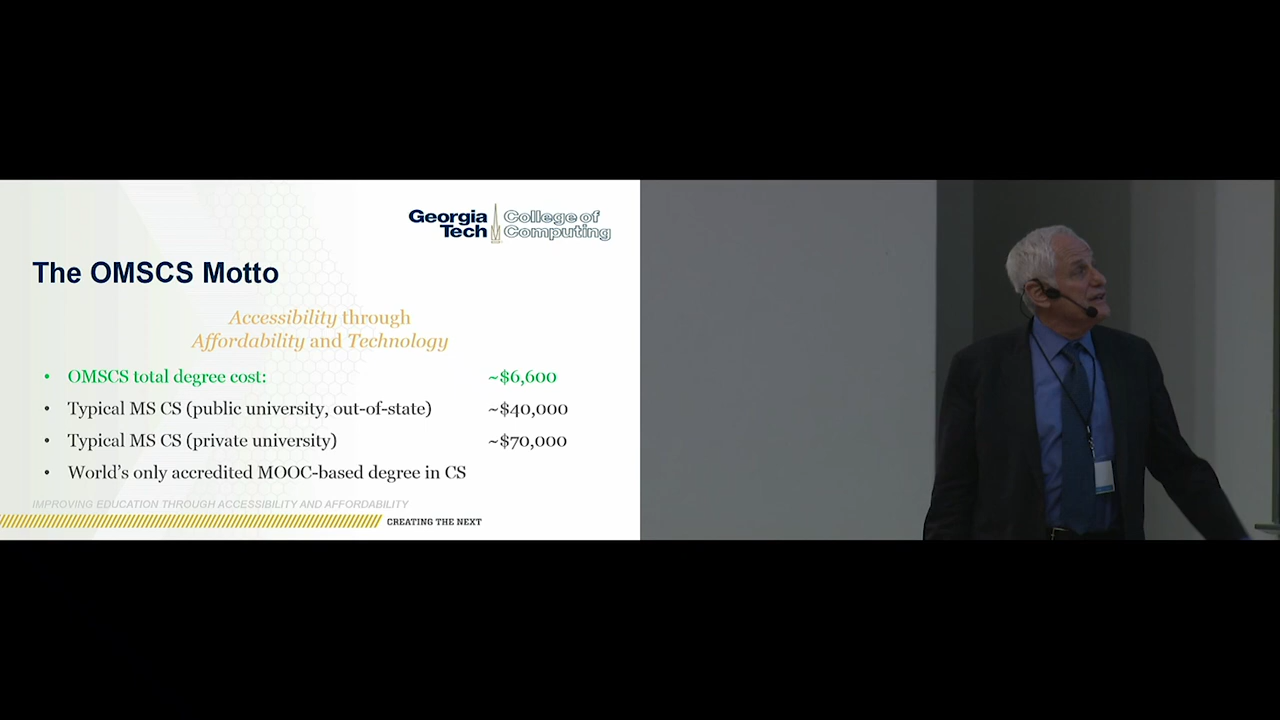 Georgia Tech
College of Computing
The OMSCS Motto
Accessibility through
Affordability and Technology
• OMSCS total degree cost: ~$6,600
• Typical MS CS (public university, out-of-state) ~$40,000
• Typical MS CS (private university) ~$70,000
• World's only accredited MOOC-based degree in CS
IMPROVING EDUCATION THROUGH ACCESSIBILITY AND AFFORDABILITY
CREATING THE NEXT